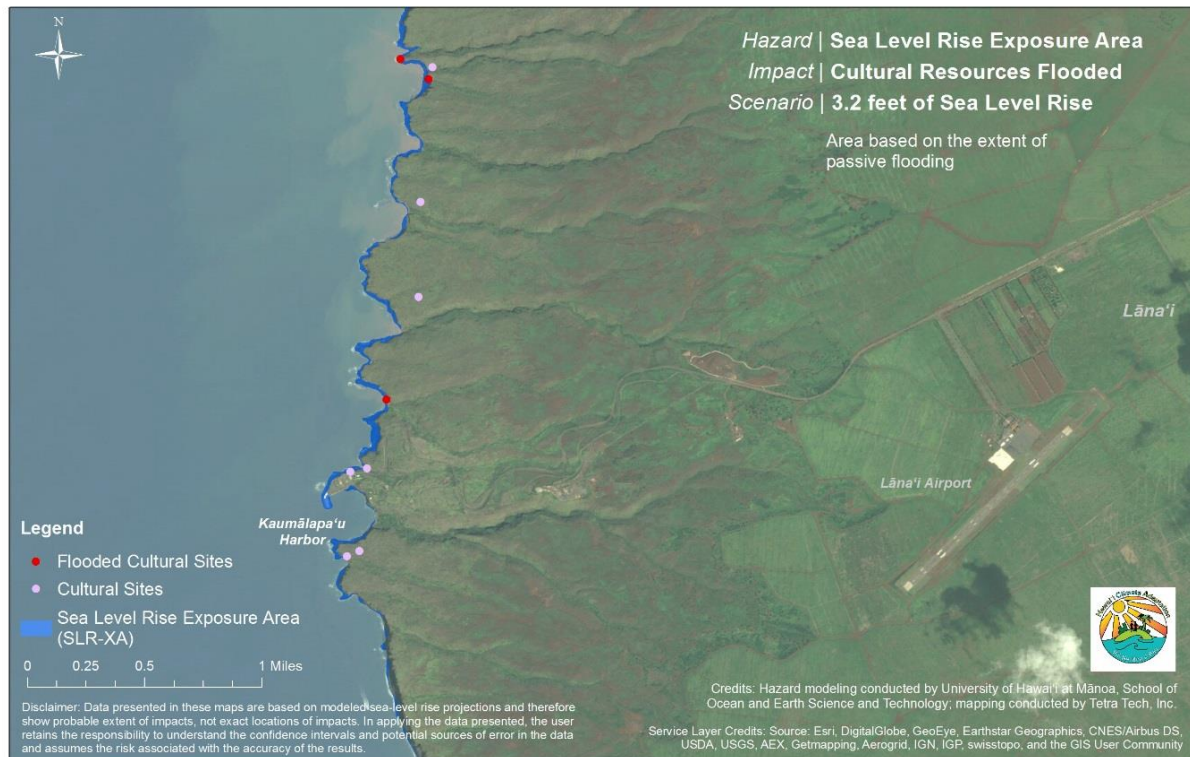 N
Hazard | Sea Level Rise Exposure Area
Impact | Cultural Resources Flooded
Scenario | 3.2 feet of Sea Level Rise
Area based on the extent of
passive flooding
Lānaʻi
Lānaʻi Airport
Kaumālapaʻu
Harbor
Legend
Flooded Cultural Sites
Cultural Sites
Sea Level Rise Exposure Area
(SLR-XA)
0 0.25 0.5 1 Miles
Disclaimer: Data presented in these maps are based on modeled sea-level rise projections and therefore
show probable extent of impacts, not exact locations of impacts. In applying the data presented, the user
retains the responsibility to understand the confidence intervals and potential sources of error in the data
and assumes the risk associated with the accuracy of the results.
Hawaiʻi Climate Adaptation
Credits: Hazard modeling conducted by University of Hawaiʻi at Mānoa, School of
Ocean and Earth Science and Technology; mapping conducted by Tetra Tech, Inc.
Service Layer Credits: Source: Esri, DigitalGlobe, GeoEye, Earthstar Geographics, CNES/Airbus DS,
USDA, USGS, AEX, Getmapping, Aerogrid, IGN, IGP, swisstopo, and the GIS User Community